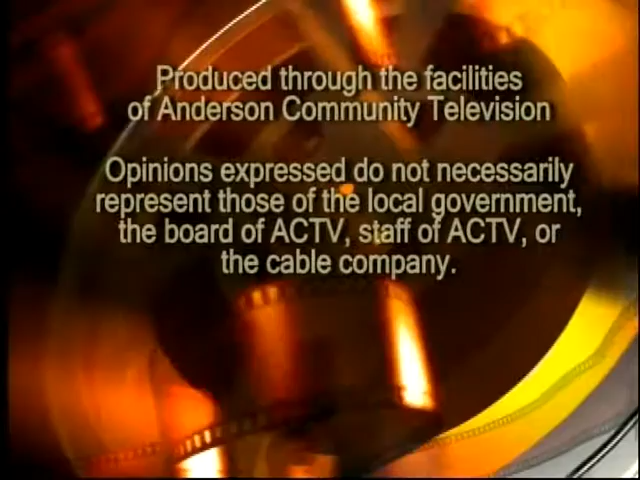 Produced through the facilities
of Anderson Community Television
Opinions expressed do not necessarily
represent those of the local government,
the board of ACTV, staff of ACTV, or
the cable company.